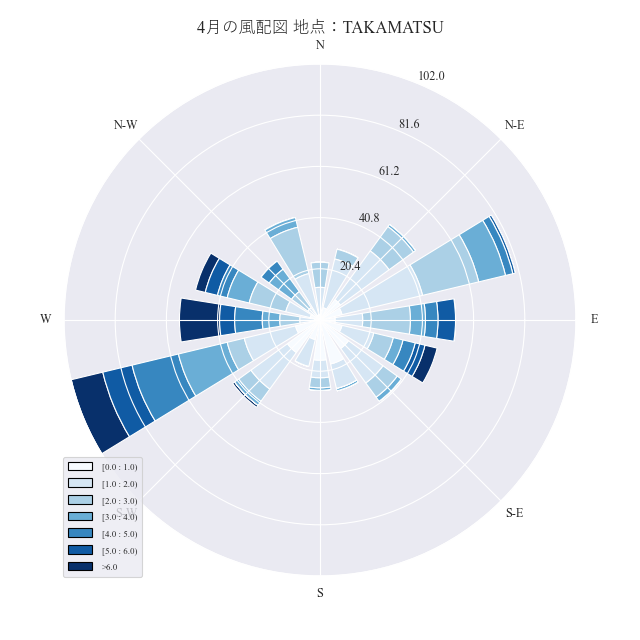 4月の風配図 地点：TAKAMATSU
N
102.0
N-W
81.6
N-E
61.2
40.8
20.4
W
E
[0.0 : 1.0)
[1.0 : 2.0)
[2.0 : 3.0)
[3.0 : 4.0)
[4.0 : 5.0)
[5.0 : 6.0)
>6.0
S-W
S-E
S